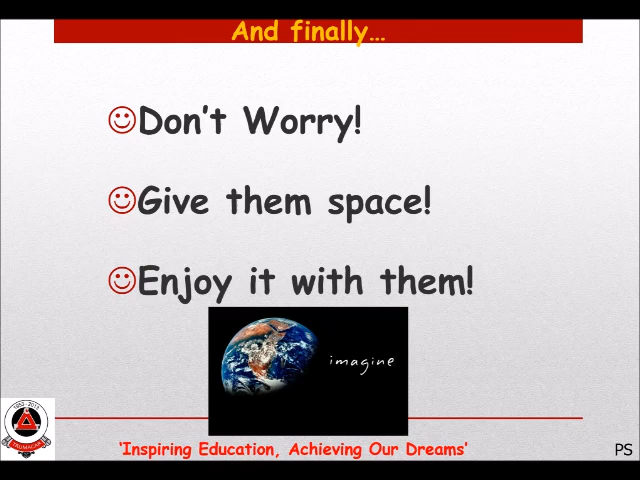 And finally...
Don't Worry!
Give them space!
Enjoy it with them!
imagine
'Inspiring Education, Achieving Our Dreams'
PS